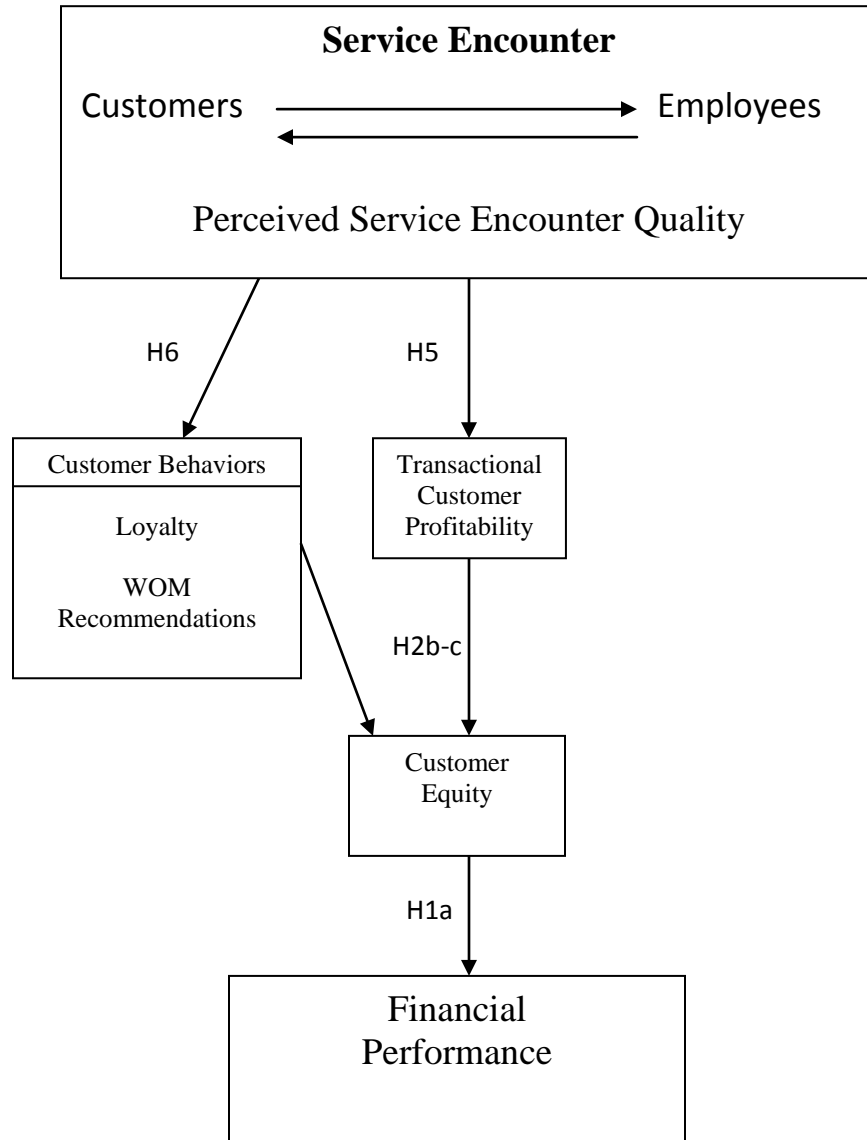 Service Encounter
Customers
Employees
Perceived Service Encounter Quality
H6
H5
Customer Behaviors
Loyalty
WOM
Recommendations
Transactional
Customer
Profitability
H2b-c
Customer
Equity
H1a
Financial
Performance